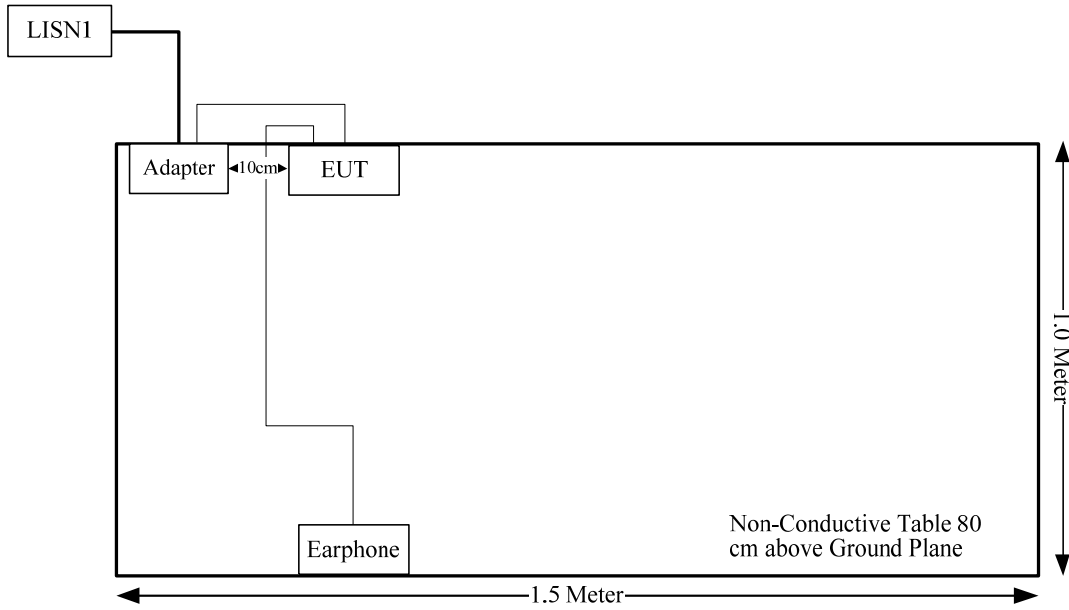 LISN1
Adapter
10cm
EUT
1.0 Meter
Non-Conductive Table 80
cm above Ground Plane
Earphone
1.5 Meter